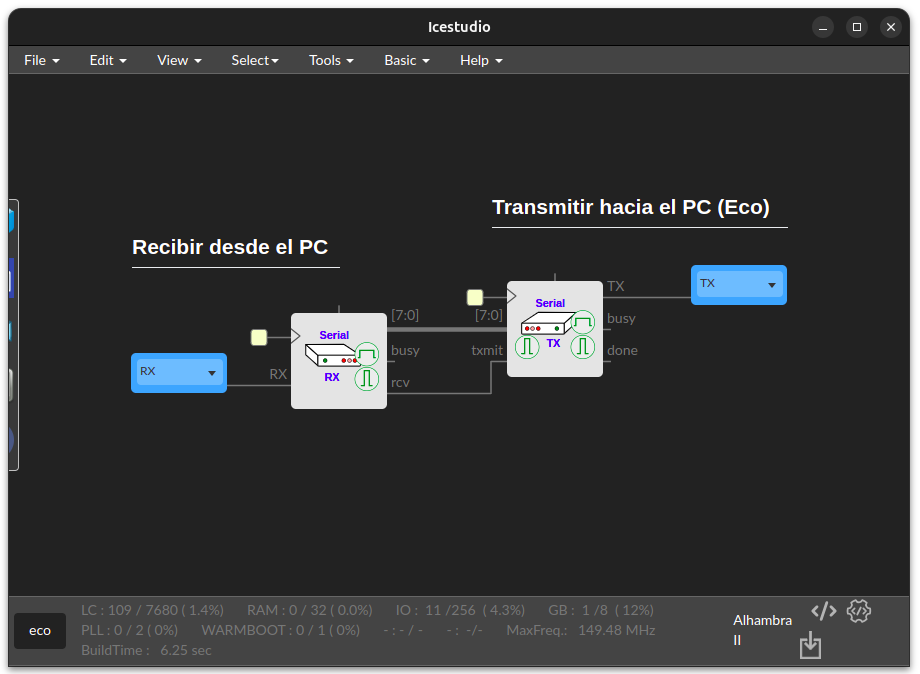 Icestudio
File Edit View Select Tools Basic Help
Transmitir hacia el PC (Eco)
Recibir desde el PC
TX
TX
Serial
[7:0]
[7:0]
busy
Serial
TX
busy
txmit
done
RX
RX
RX
rcv
LC : 109 / 7680 ( 1.4%) RAM : 0 / 32 ( 0.0%) IO : 11 /256 ( 4.3%) GB : 1 /8 ( 12%)
PLL : 0 / 2 ( 0%) WARMBOOT : 0 / 1 ( 0%) - : - / - - : -/- MaxFreq.: 149.48 MHz
BuildTime : 6.25 sec
eco
Alhambra
II